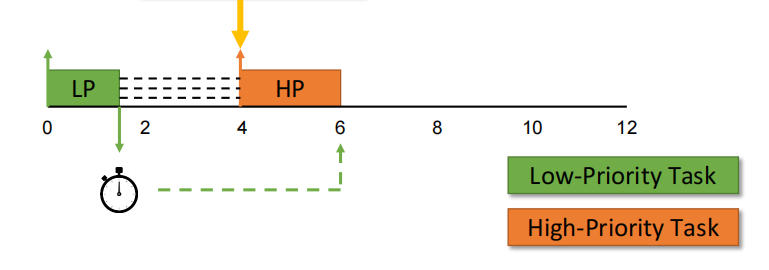 LP HP
0 2 4 6 8 10 12
Low-Priority Task
High-Priority Task